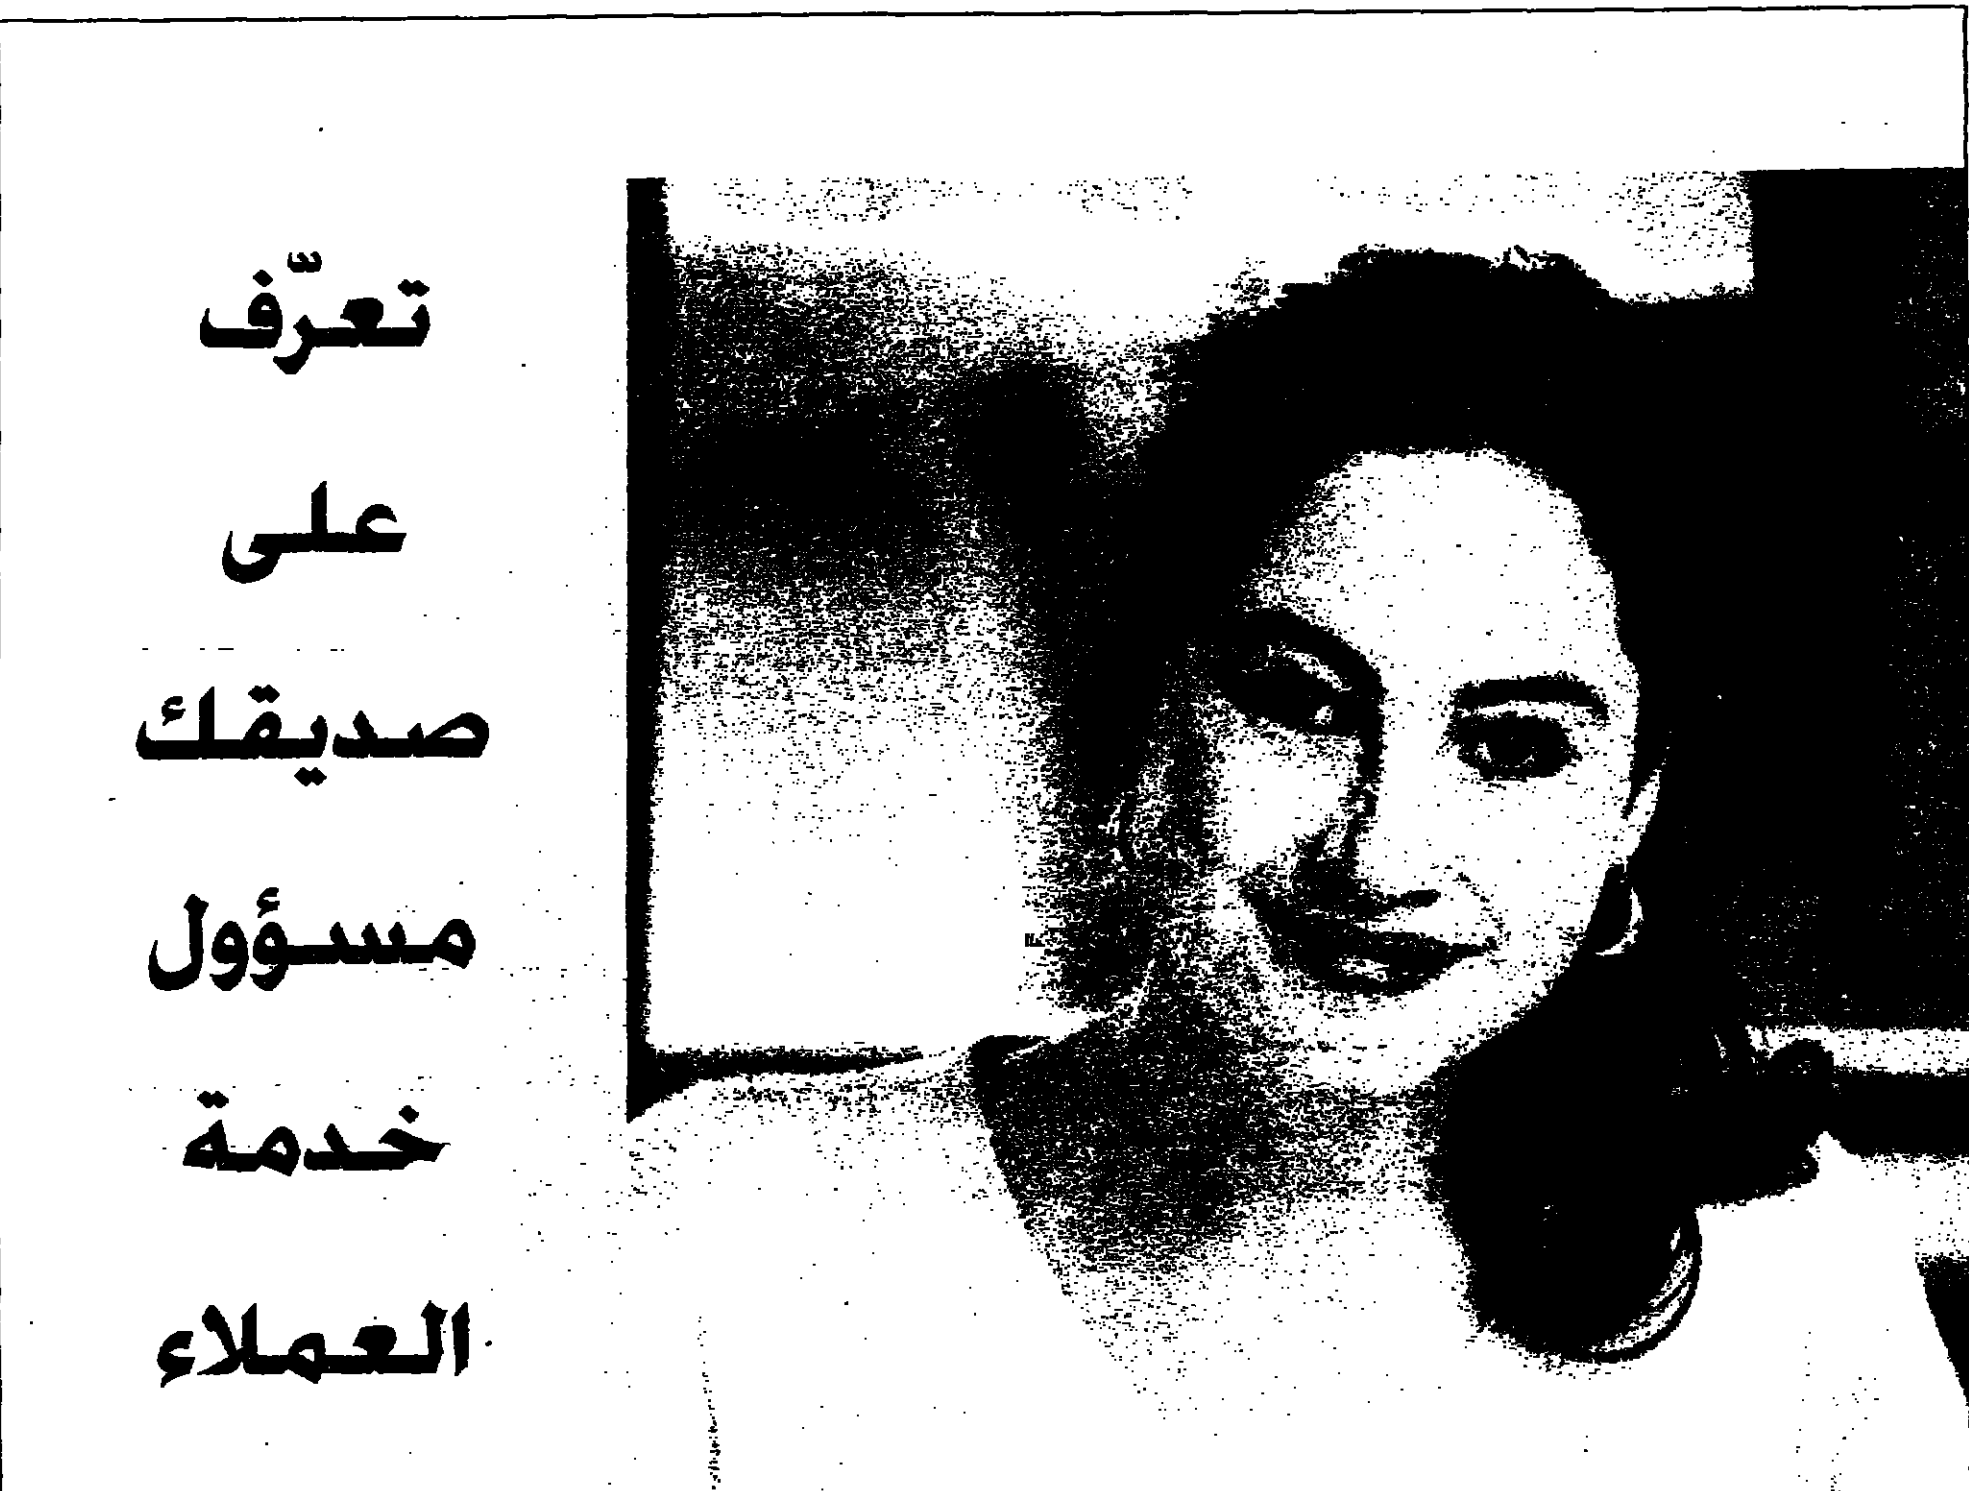 تعرّف
على
صديقك
مسؤول
خدمة
العملاء